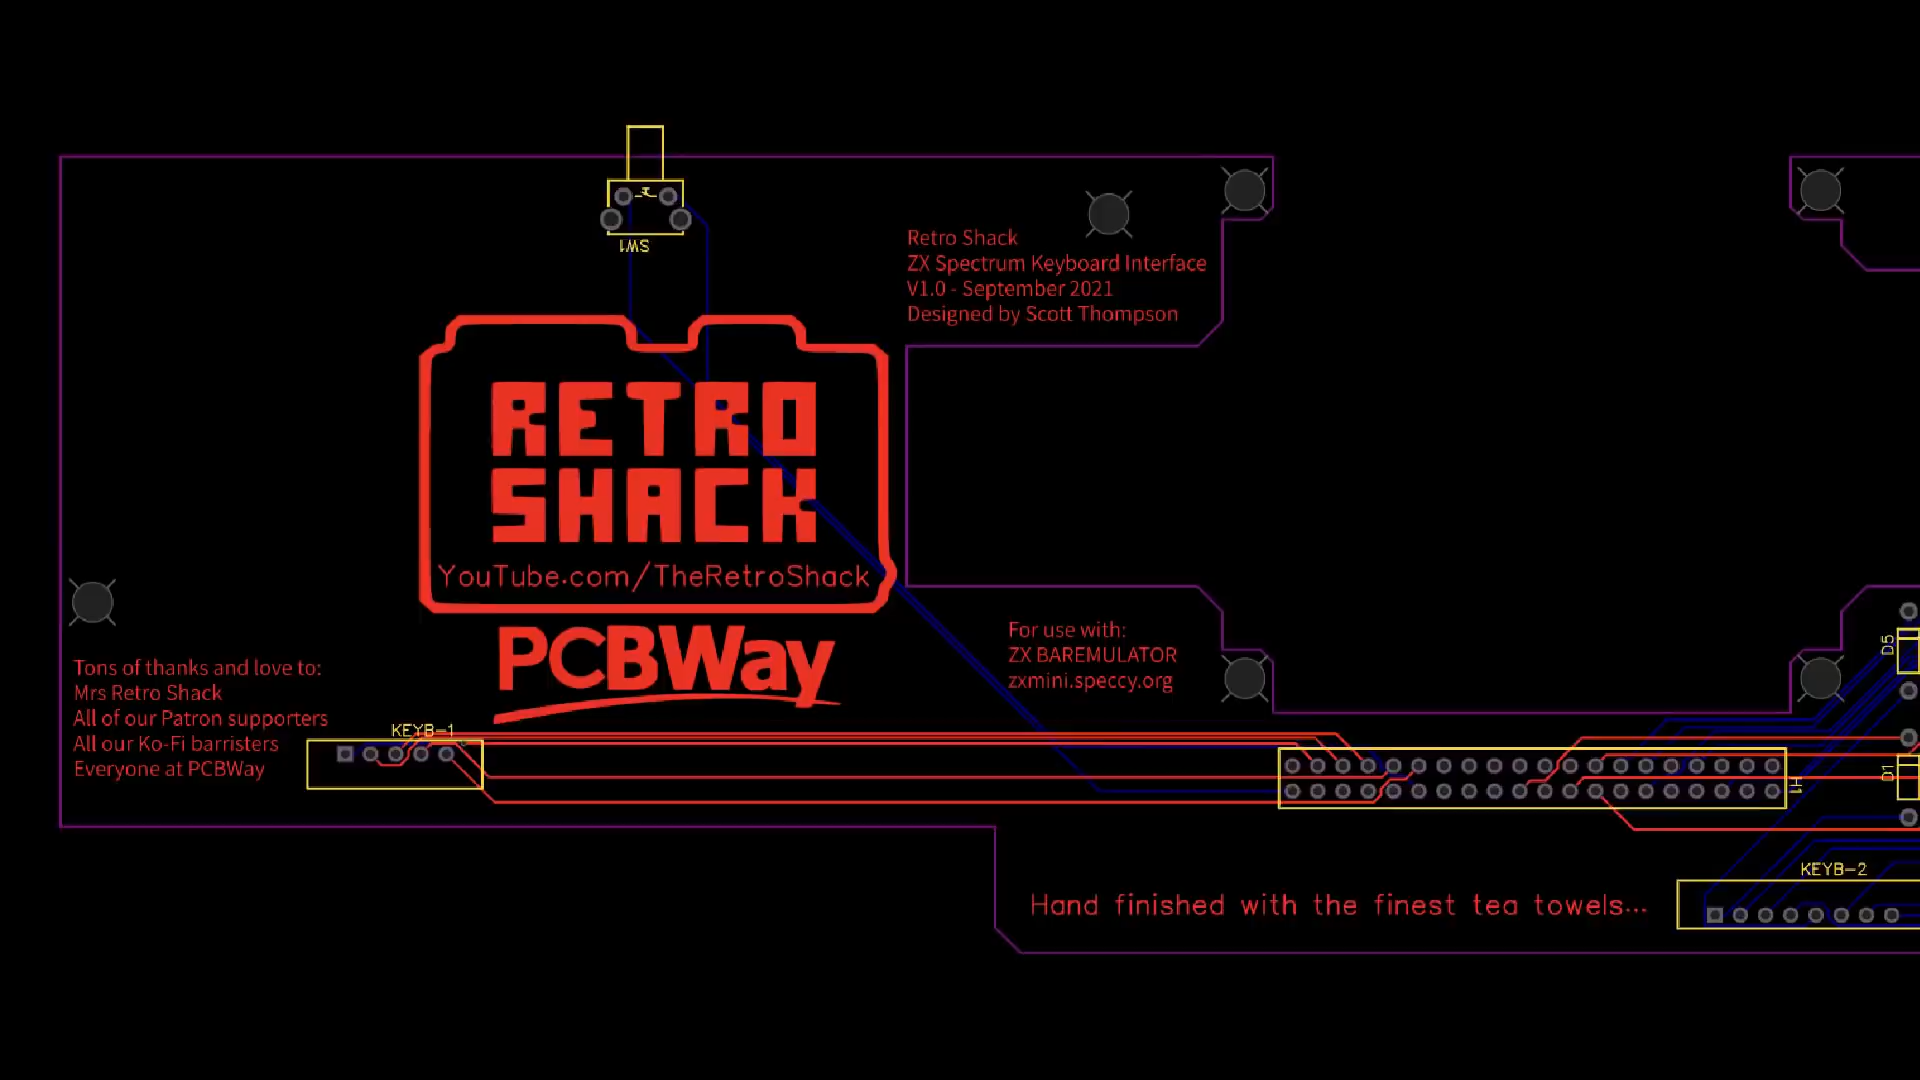 SW1
Retro Shack
ZX Spectrum Keyboard Interface
V1.0 - September 2021
Designed by Scott Thompson
RETRO
SHACK
YouTube.com/TheRetroShack
PCBWay
For use with:
ZX BAREMULATOR
zxmini.speccy.org
Tons of thanks and love to:
Mrs Retro Shack
All of our Patron supporters
All our Ko-Fi barristers
Everyone at PCBWay
KEYB-1
H1
D5
D1
KEYB-2
Hand finished with the finest tea towels...